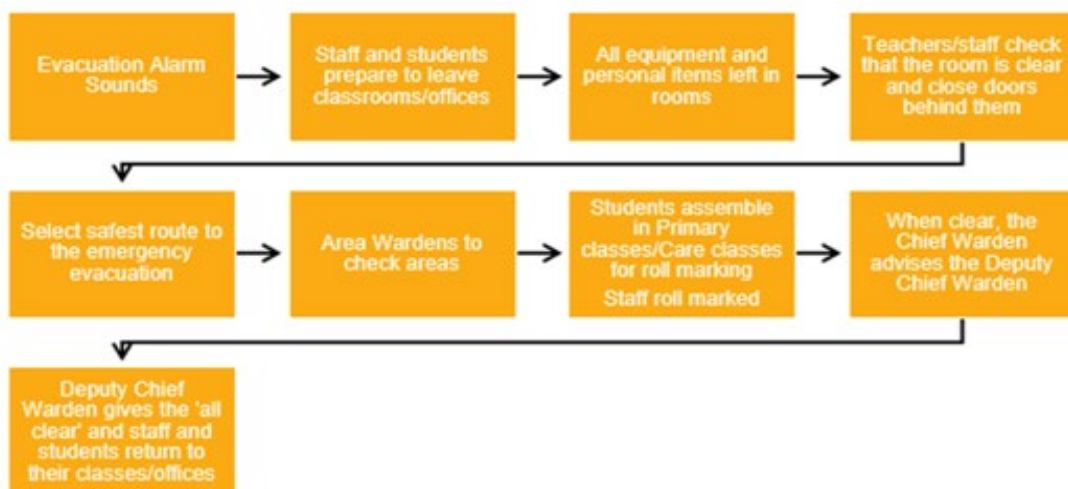 Evacuation Alarm
Sounds
Staff and students
prepare to leave
classrooms/offices
All equipment and
personal items left in
rooms
Teachers/staff check
that the room is clear
and close doors
behind them
Select safest route to
the emergency
evacuation
Area Wardens to
check areas
Students assemble
in Primary
classes/Care classes
for roll marking
Staff roll marked
When clear, the
Chief Warden
advises the Deputy
Chief Warden
Deputy Chief
Warden gives the 'all
clear' and staff and
students return to
their classes/offices